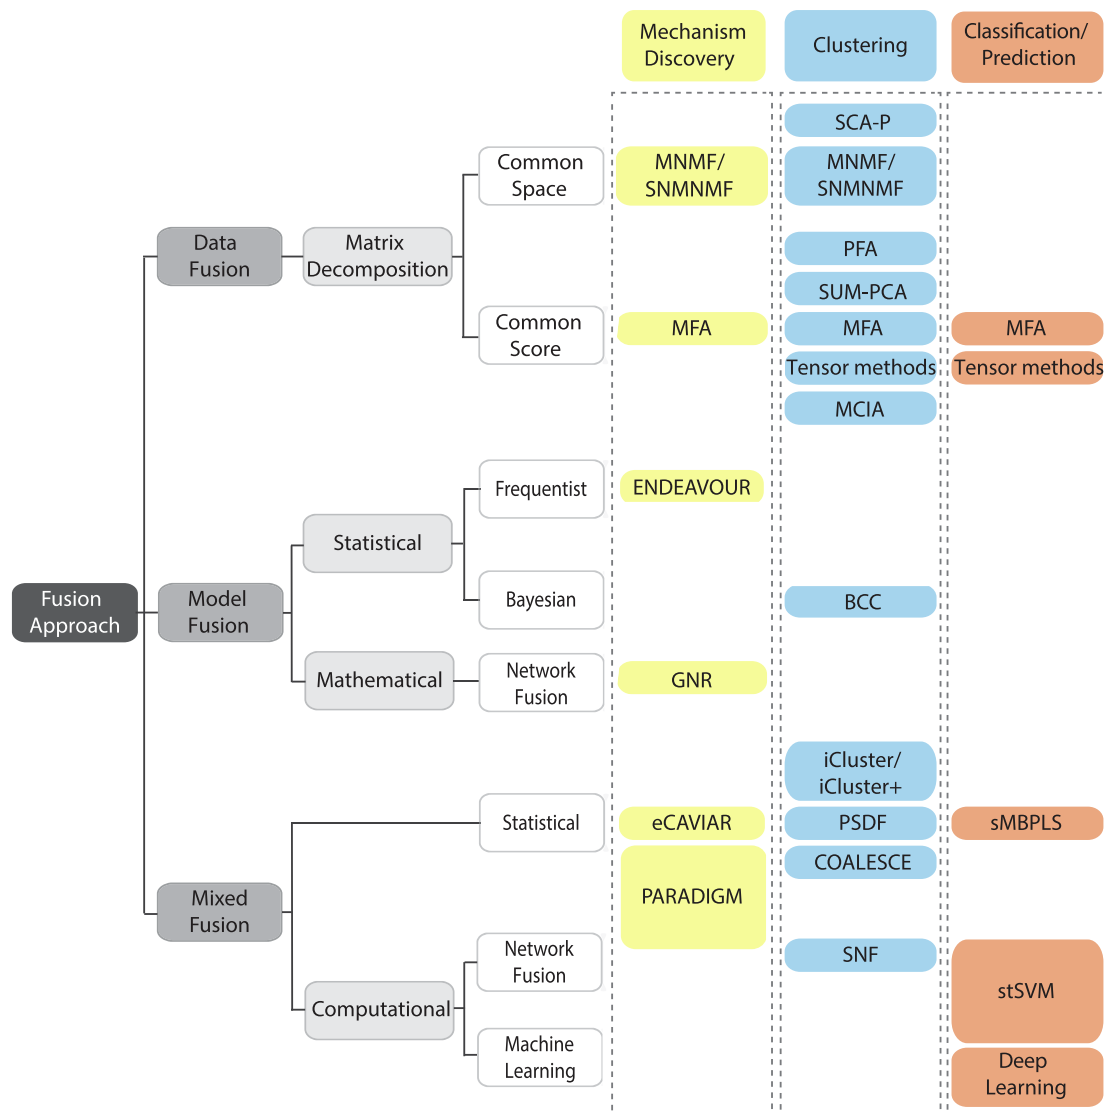 Mechanism
Discovery
Clustering
Classification/
Prediction
SCA-P
Common
Space
MNMF/
SNMNMF
MNMF/
SNMNMF
Data
Fusion
Matrix
Decomposition
PFA
SUM-PCA
Common
Score
MFA
MFA
MFA
Tensor methods
Tensor methods
MCIA
Frequentist
ENDEAVOUR
Statistical
Fusion
Approach
Model
Fusion
Bayesian
BCC
Mathematical
Network
Fusion
GNR
iCluster/
iCluster+
Statistical
eCAVIAR
PSDF
sMBPLS
COALESCE
PARADIGM
Mixed
Fusion
Network
Fusion
SNF
Computational
stSVM
Machine
Learning
Deep
Learning